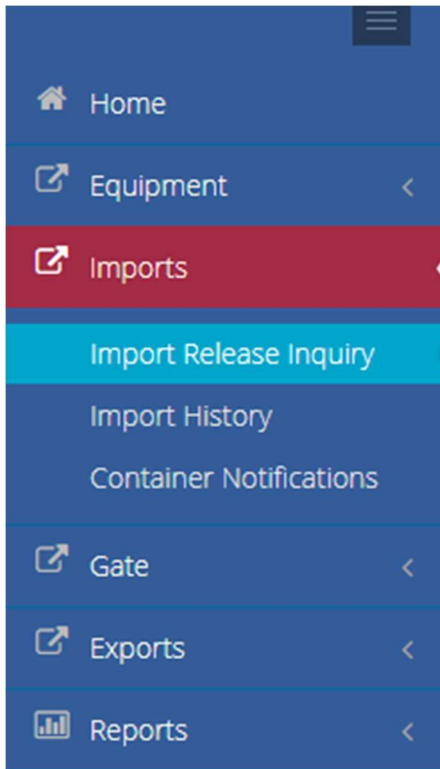 Home
Equipment
Imports
Import Release Inquiry
Import History
Container Notifications
Gate
Exports
Reports